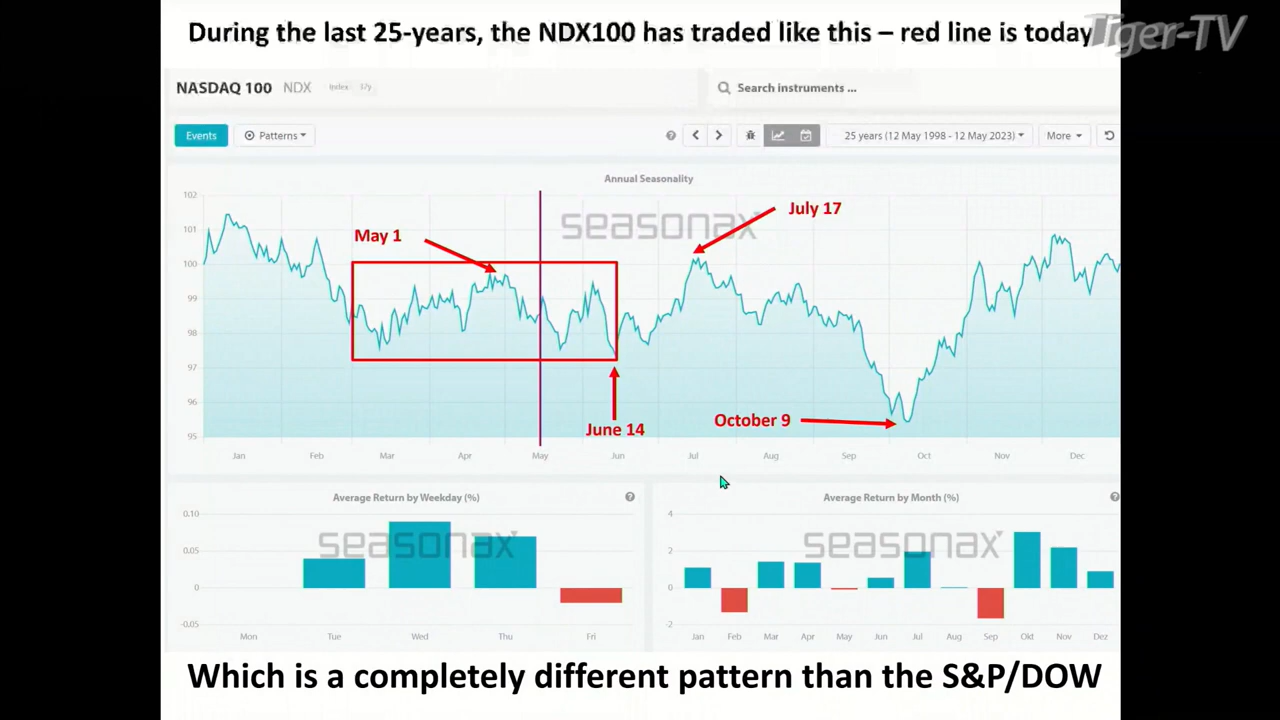 During the last 25-years, the NDX100 has traded like this – red line is today
Tiger-TV
NASDAQ 100 NDX Index
Search instruments ...
Events Patterns
25 years (12 May 1998 - 12 May 2023) More
Annual Seasonality
102
101
100
99
98
97
96
95
seasonax
May 1
July 17
June 14
October 9
Jan Feb Mar Apr May Jun Jul Aug Sep Oct Nov Dec
Average Return by Weekday (%)
0.10
0.05
0
-0.05
seasonax
Mon Tue Wed Thu Fri
Average Return by Month (%)
4
2
0
-2
seasonax
Jan Feb Mar Apr May Jun Jul Aug Sep Okt Nov Dez
Which is a completely different pattern than the S&P/DOW